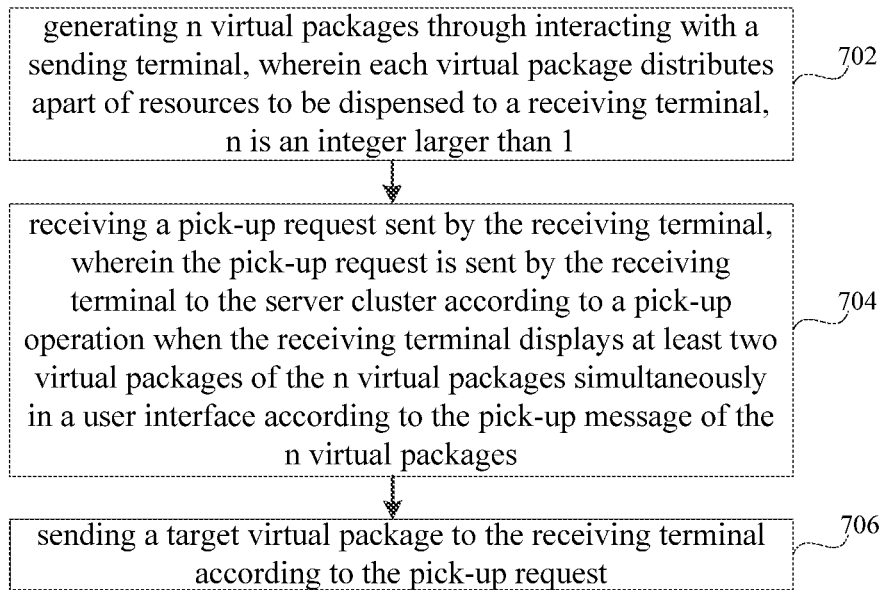 generating n virtual packages through interacting with a
sending terminal, wherein each virtual package distributes
apart of resources to be dispensed to a receiving terminal,
n is an integer larger than 1
702
receiving a pick-up request sent by the receiving terminal,
wherein the pick-up request is sent by the receiving
terminal to the server cluster according to a pick-up
operation when the receiving terminal displays at least two
virtual packages of the n virtual packages simultaneously
in a user interface according to the pick-up message of the
n virtual packages
704
sending a target virtual package to the receiving terminal
according to the pick-up request
706